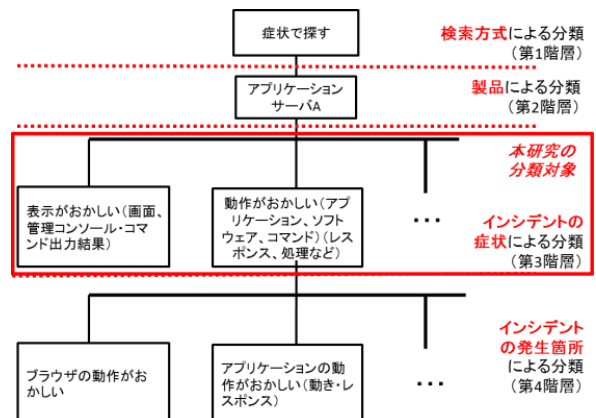 症状で探す
検索方式による分類
(第1階層)
アプリケーション
サーバA
製品による分類
(第2階層)
本研究の
分類対象
表示がおかしい(画面、
管理コンソール・コマ
ンド出力結果)
動作がおかしい(アプ
リケーション、ソフト
ウェア、コマンド)(レス
ポンス、処理など)
…
インシデントの
症状による分類
(第3階層)
ブラウザの動作がお
かしい
アプリケーションの動
作がおかしい(動き・レ
スポンス)
…
インシデント
の発生箇所
による分類
(第4階層)